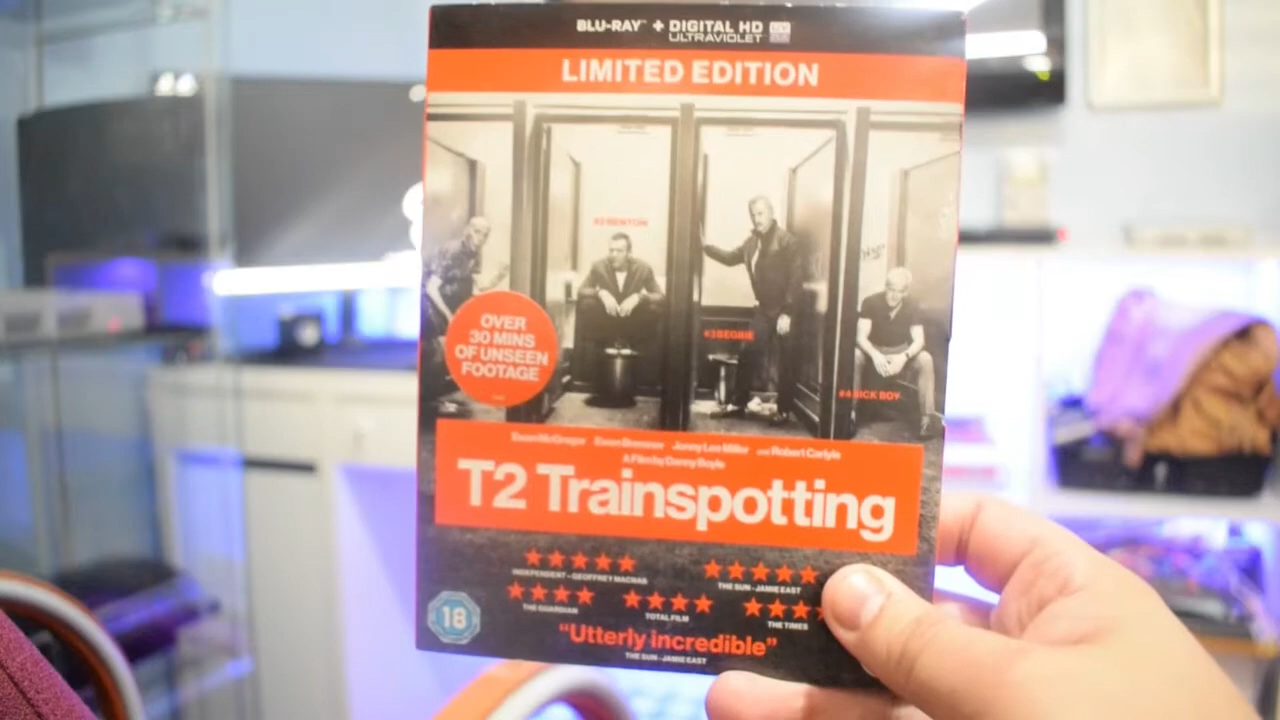 BLU-RAY™ + DIGITAL HD
ULTRAVIOLET
LIMITED EDITION
#2 RENTON
#3 BEGBIE
#4 SICK BOY
OVER
30 MINS
OF UNSEEN
FOOTAGE
Ewan McGregor Ewen Bremner Jonny Lee Miller and Robert Carlyle
A Film by Danny Boyle
T2 Trainspotting
★★★★★
INDEPENDENT - GEOFFREY MACNAB
★★★★★
THE SUN - JAMIE EAST
★★★★
THE GUARDIAN
★★★★
TOTAL FILM
★★★★
THE TIMES
18
"Utterly incredible"
THE SUN - JAMIE EAST